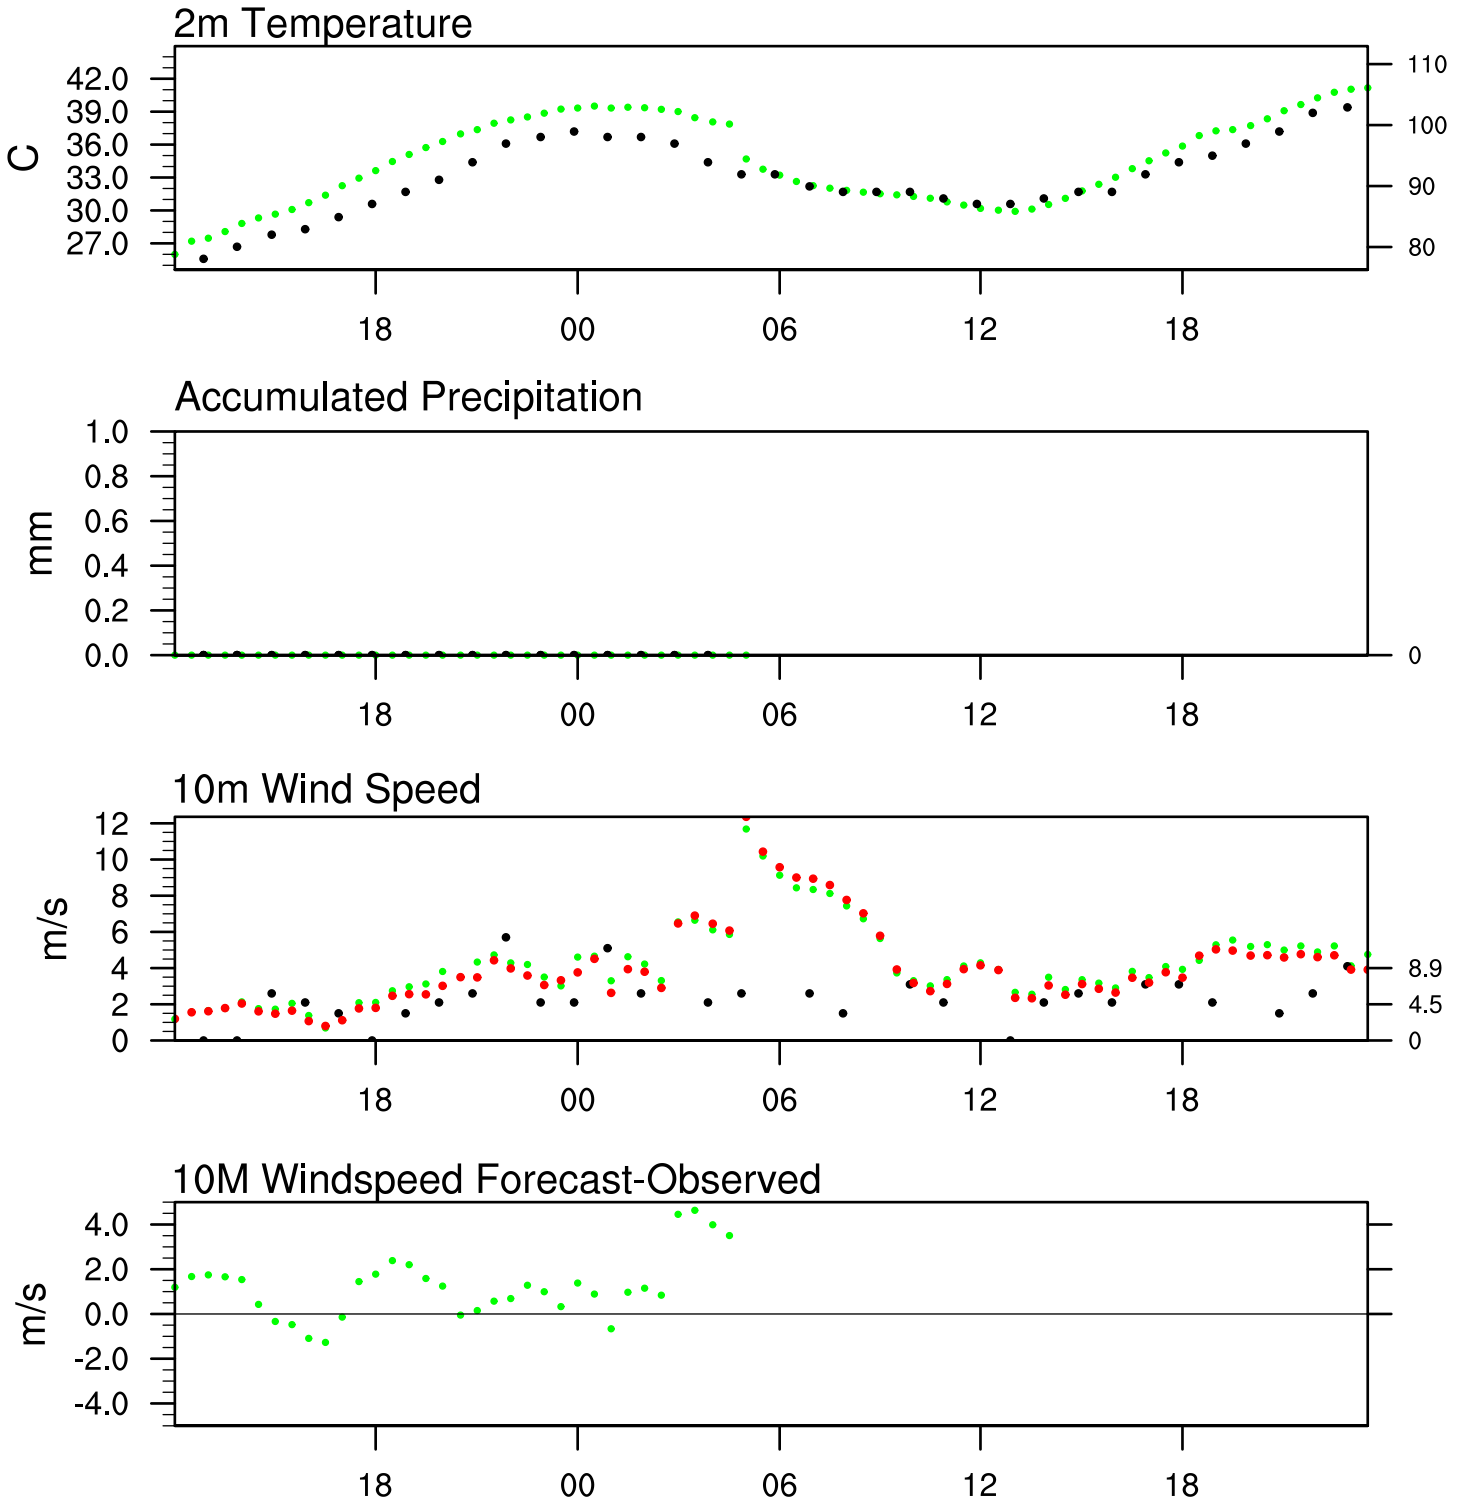 2m Temperature
C
42.0
39.0
36.0
33.0
30.0
27.0
110
100
90
80
18 00 06 12 18
Accumulated Precipitation
mm
1.0
0.8
0.6
0.4
0.2
0.0
0
18 00 06 12 18
10m Wind Speed
m/s
12
10
8
6
4
2
0
8.9
4.5
0
18 00 06 12 18
10M Windspeed Forecast-Observed
m/s
4.0
2.0
0.0
-2.0
-4.0
18 00 06 12 18